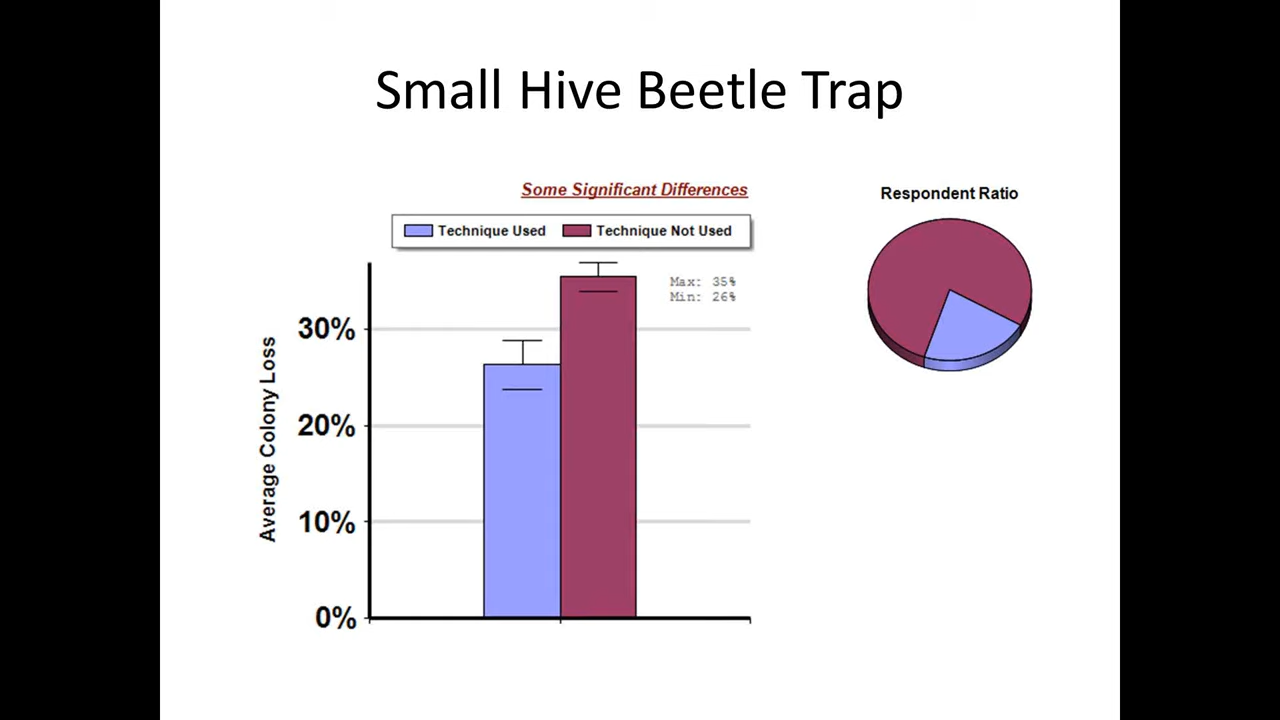 Small Hive Beetle Trap
Some Significant Differences
Respondent Ratio
Technique Used
Technique Not Used
Max: 35%
Min: 26%
Average Colony Loss
30%
20%
10%
0%